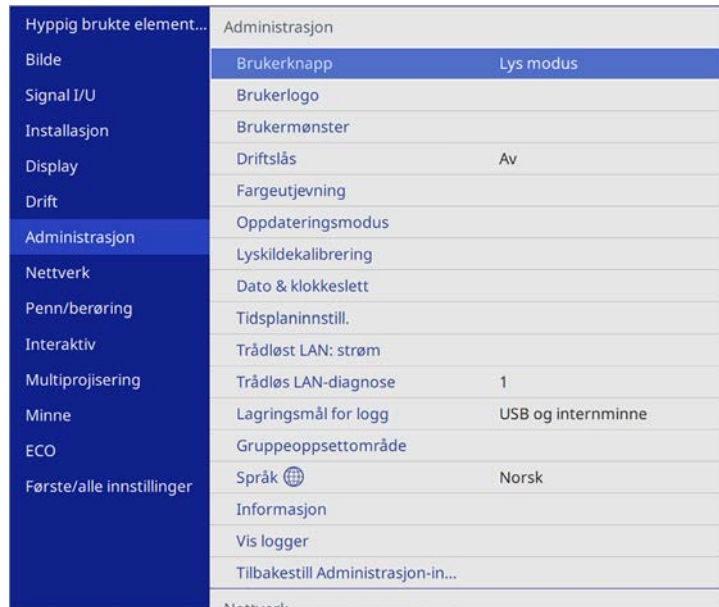 Hyppig brukte element...
Bilde
Signal I/U
Installasjon
Display
Drift
Administrasjon
Nettverk
Penn/berøring
Interaktiv
Multiprojisering
Minne
ECO
Første/alle innstillinger
Administrasjon
Brukerknapp Lys modus
Brukerlogo
Brukermønster
Driftslås Av
Fargeutjevning
Oppdateringsmodus
Lyskildekalibrering
Dato & klokkeslett
Tidsplaninnstill.
Trådløst LAN: strøm
Trådløs LAN-diagnose 1
Lagringsmål for logg USB og internminne
Gruppeoppsettområde
Språk Norsk
Informasjon
Vis logger
Tilbakestill Administrasjon-in...
Nettverk